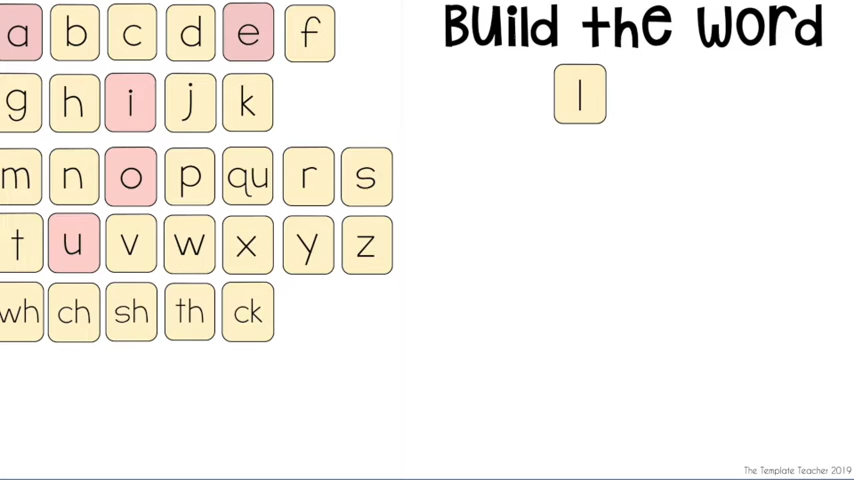 a b c d e f Build the word
g h i j k l
m n o p qu r s
t u v w x y z
wh ch sh th ck
The Template Teacher 2019